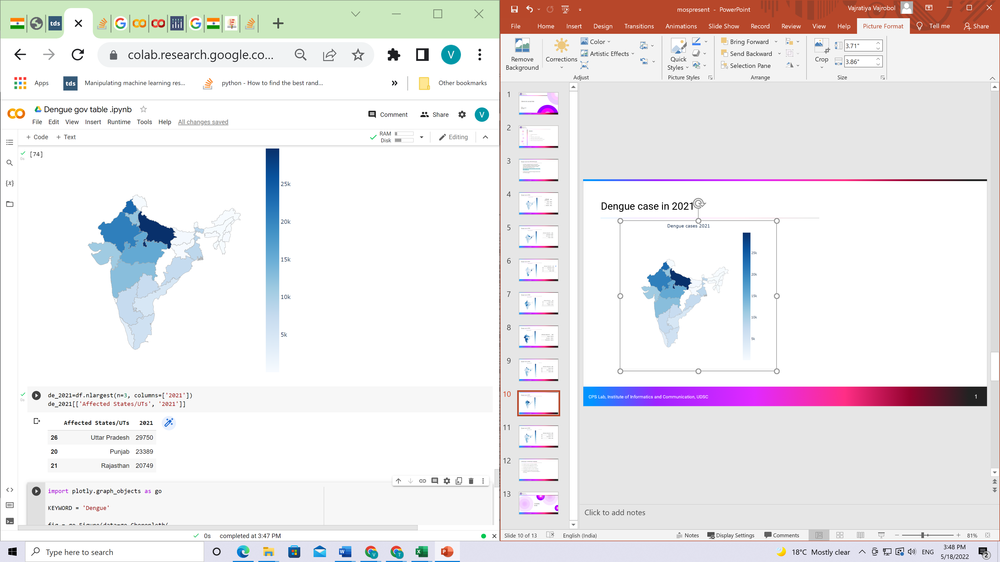 tds
colab.research.google.co...
V
Apps
tds
Manipulating machine learning res...
python - How to find the best rand...
»
Other bookmarks
Dengue gov table .ipynb
Comment
Share
V
File Edit View Insert Runtime Tools Help All changes saved
+ Code + Text
RAM
Disk
Editing
[74]
0s
{x}
25k
20k
15k
10k
5k
0s
de_2021=df.nlargest(n=3, columns=['2021'])
de_2021[['Affected States/UTs', '2021']]
Affected States/UTs 2021
26 Uttar Pradesh 29750
20 Punjab 23389
21 Rajasthan 20749
import plotly.graph_objects as go
KEYWORD = 'Dengue'
fig = go.Figure(data=go.Choropleth(
0s completed at 3:47 PM
mospresent - PowerPoint
Vajratiya Vajrobol
File Home Insert Design Transitions Animations Slide Show Record Review View Help Picture Format Tell me Share
Remove Background
Corrections
Color
Artistic Effects
Adjust
Quick Styles
Picture Styles
Bring Forward
Send Backward
Selection Pane
Arrange
Crop
3.71"
3.86"
Size
1
2
3
4
5
6
7
8
9
10
11
12
13
Dengue case in 2021
Dengue cases 2021
25k
20k
15k
10k
5k
CPS Lab, Institute of Informatics and Communication, UDSC
1
Click to add notes
Slide 10 of 13
English (India)
Notes
Display Settings
Comments
81%
Type here to search
18°C Mostly clear
ENG
3:48 PM
5/18/2022
2